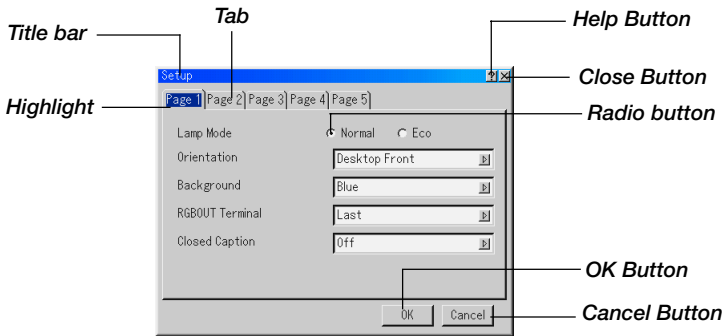 Tab
Help Button
Title bar
Setup
?
Close Button
Highlight
Page 1 Page 2 Page 3 Page 4 Page 5
Radio button
Lamp Mode Normal Eco
Orientation Desktop Front
Background Blue
RGBOUT Terminal Last
Closed Caption Off
OK Button
OK Cancel
Cancel Button